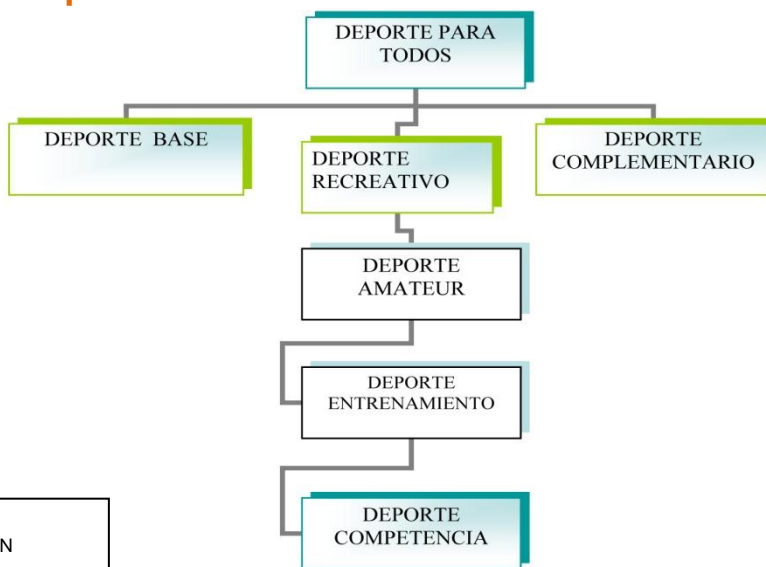 DEPORTE PARA
TODOS
DEPORTE BASE
DEPORTE
RECREATIVO
DEPORTE
COMPLEMENTARIO
DEPORTE
AMATEUR
DEPORTE
ENTRENAMIENTO
DEPORTE
COMPETENCIA